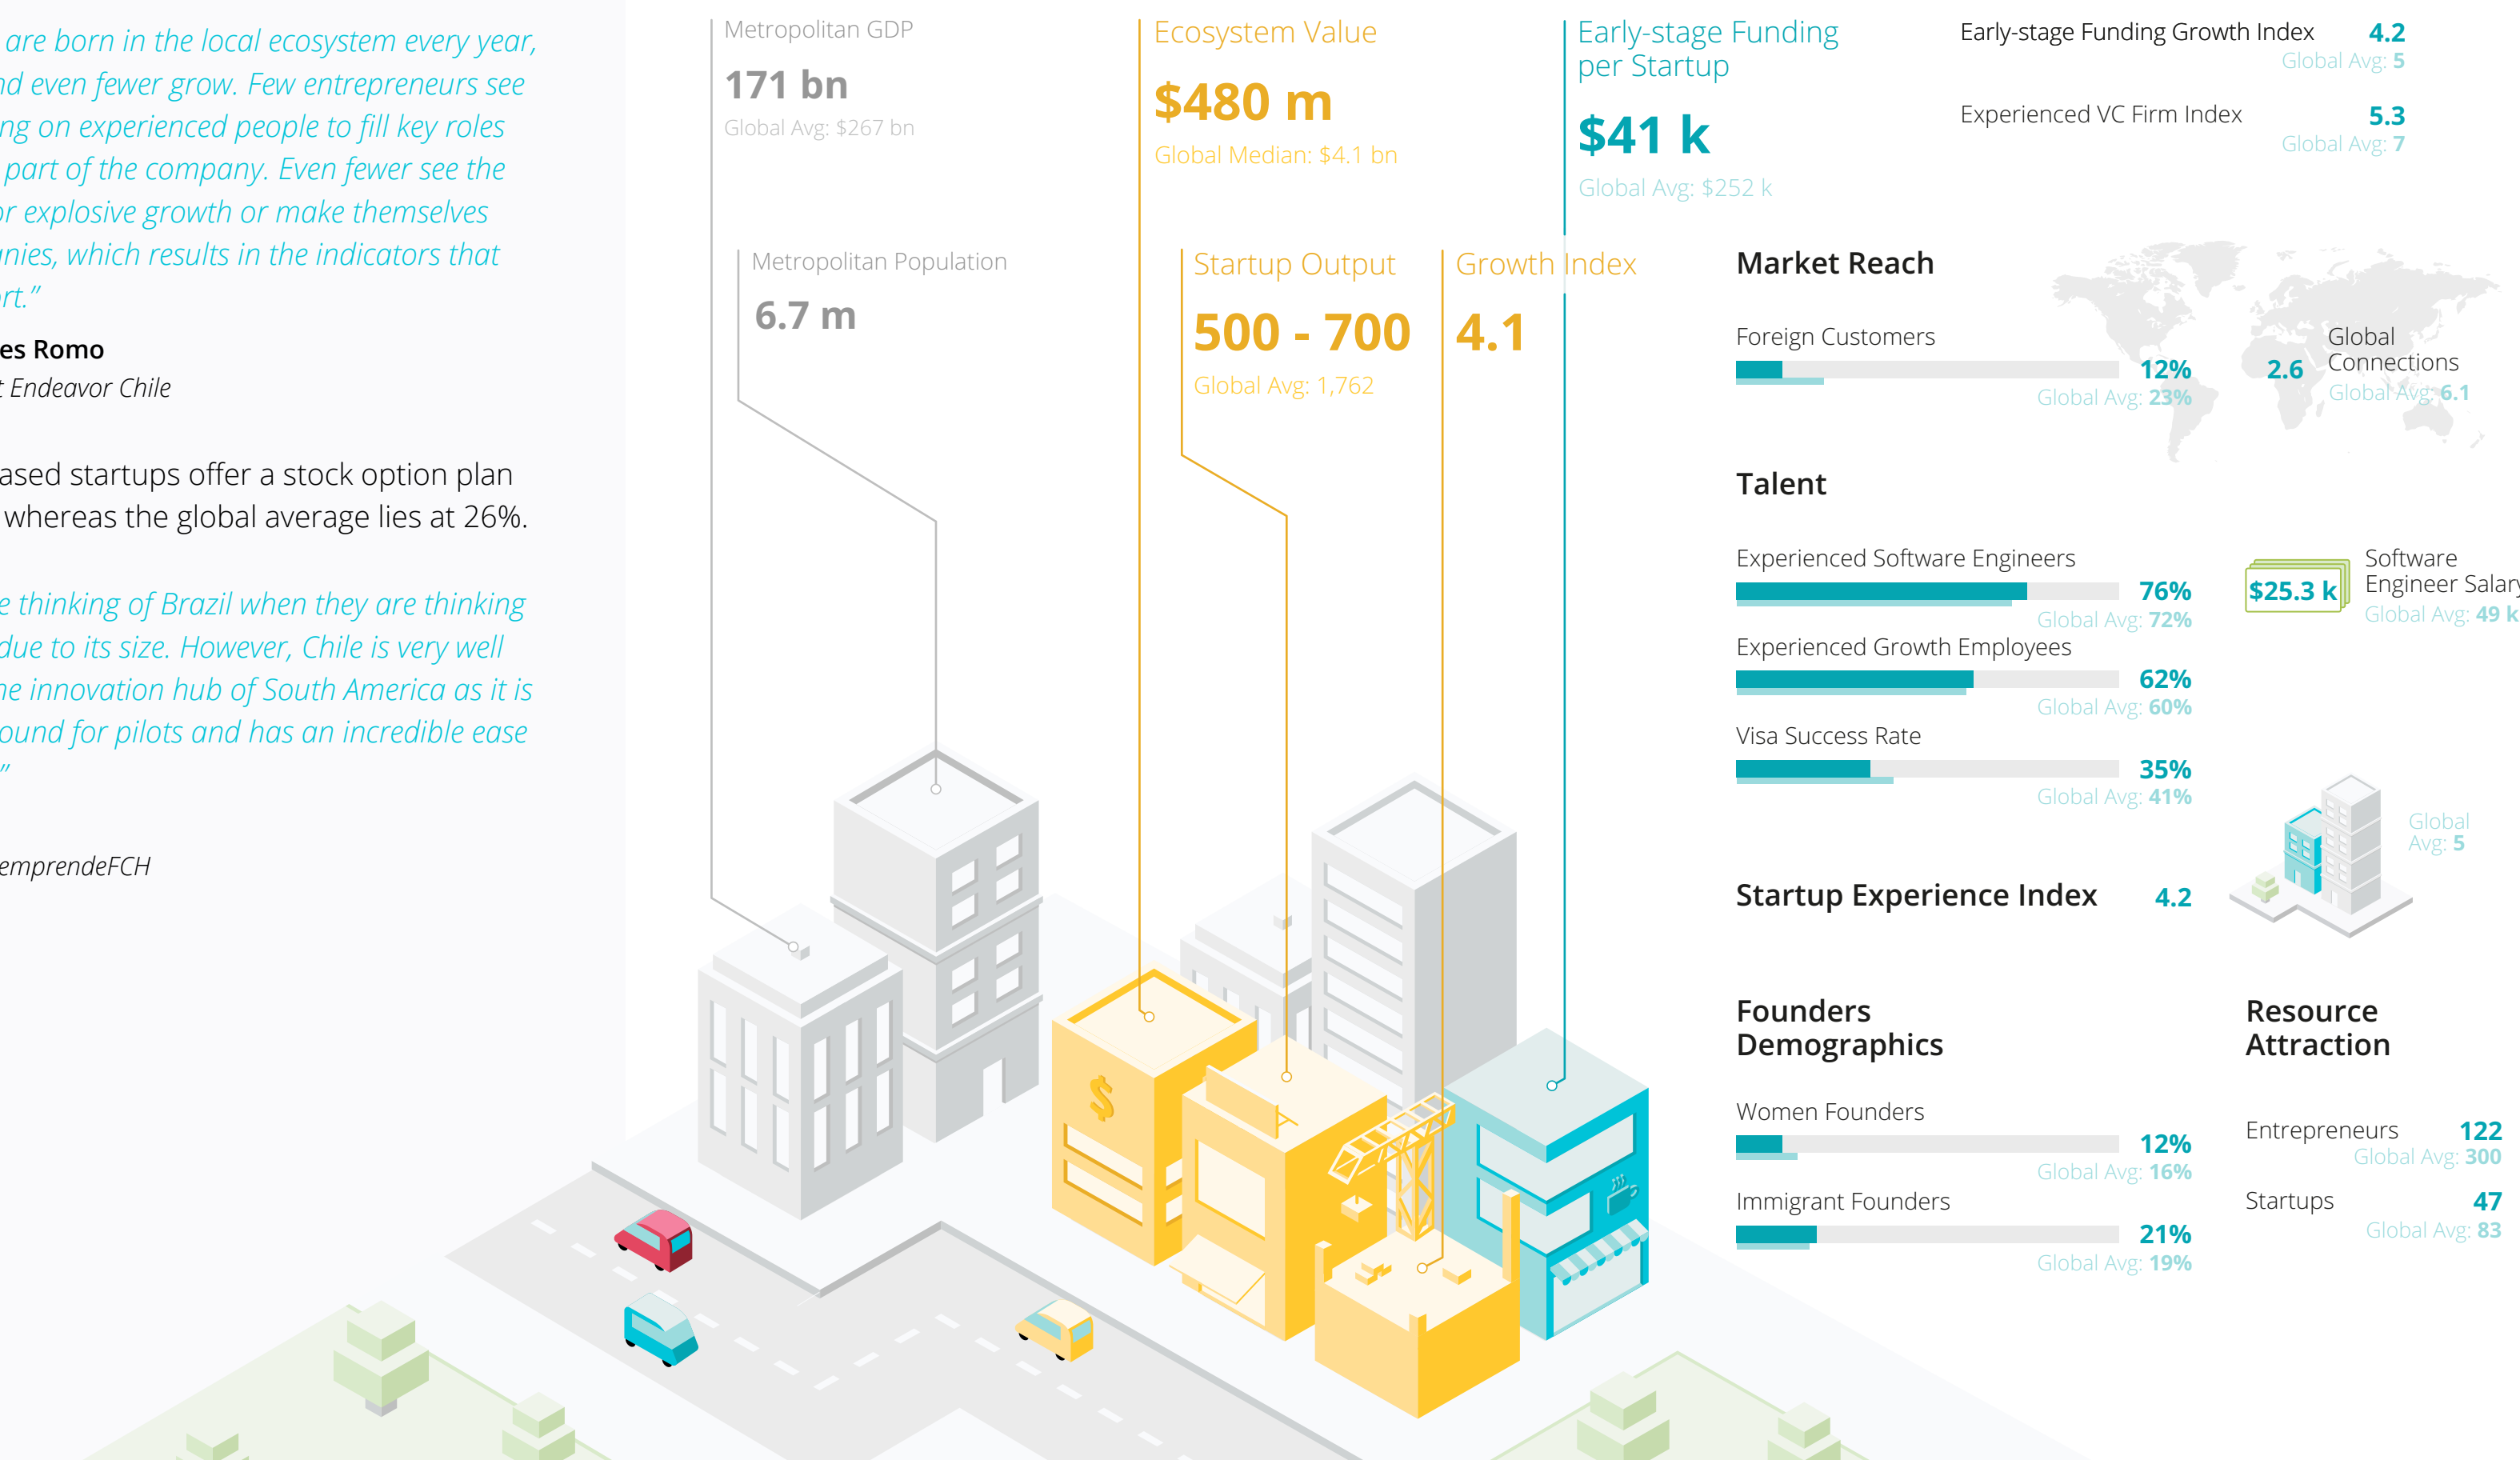 are born in the local ecosystem every year,
nd even fewer grow. Few entrepreneurs see
ng on experienced people to fill key roles
part of the company. Even fewer see the
or explosive growth or make themselves
nies, which results in the indicators that
rt.”
es Romo
t Endeavor Chile
ased startups offer a stock option plan
whereas the global average lies at 26%.
e thinking of Brazil when they are thinking
due to its size. However, Chile is very well
he innovation hub of South America as it is
ound for pilots and has an incredible ease
”
emprendeFCH
Metropolitan GDP
171 bn
Global Avg: $267 bn
Metropolitan Population
6.7 m
Ecosystem Value
$480 m
Global Median: $4.1 bn
Startup Output
500 - 700
Global Avg: 1,762
Growth Index
4.1
Early-stage Funding
per Startup
$41 k
Global Avg: $252 k
Early-stage Funding Growth Index 4.2
Global Avg: 5
Experienced VC Firm Index 5.3
Global Avg: 7
Market Reach
Foreign Customers
12%
Global Avg: 23%
2.6
Global
Connections
Global Avg: 6.1
Talent
Experienced Software Engineers
76%
Global Avg: 72%
$25.3 k
Software
Engineer Salary
Global Avg: 49 k
Experienced Growth Employees
62%
Global Avg: 60%
Visa Success Rate
35%
Global Avg: 41%
Startup Experience Index 4.2
Global
Avg: 5
Founders
Demographics
Women Founders
12%
Global Avg: 16%
Immigrant Founders
21%
Global Avg: 19%
Resource
Attraction
Entrepreneurs 122
Global Avg: 300
Startups 47
Global Avg: 83
$